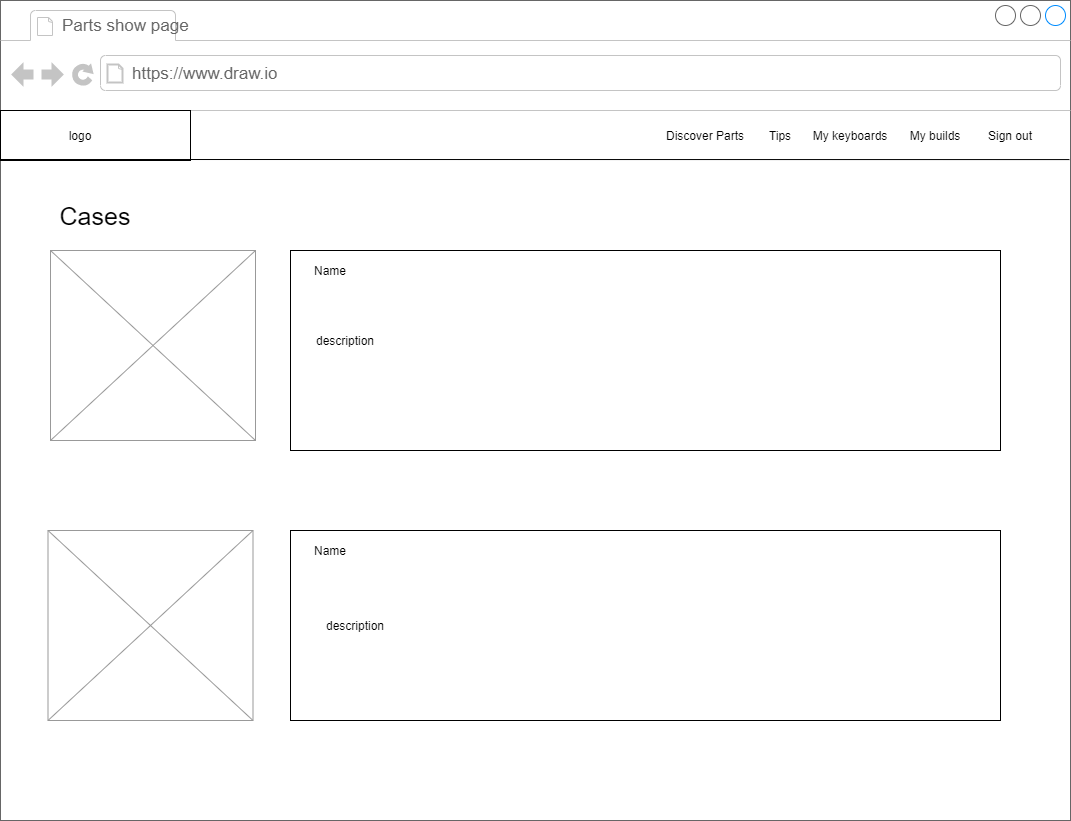 Parts show page
https://www.draw.io
logo
Discover Parts Tips My keyboards My builds Sign out
Cases
Name
description
Name
description